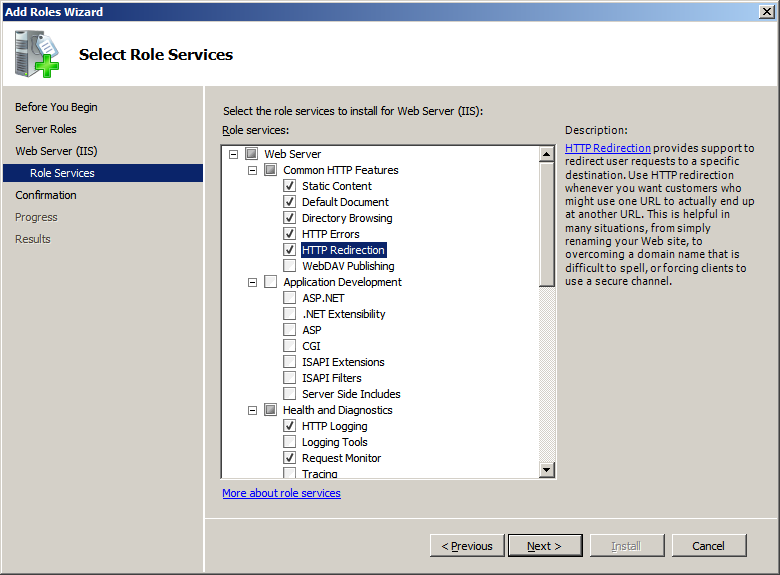 Add Roles Wizard
Select Role Services
Before You Begin
Server Roles
Web Server (IIS)
Role Services
Confirmation
Progress
Results
Select the role services to install for Web Server (IIS):
Role services:
Web Server
Common HTTP Features
Static Content
Default Document
Directory Browsing
HTTP Errors
HTTP Redirection
WebDAV Publishing
Application Development
ASP.NET
.NET Extensibility
ASP
CGI
ISAPI Extensions
ISAPI Filters
Server Side Includes
Health and Diagnostics
HTTP Logging
Logging Tools
Request Monitor
Tracing
More about role services
Description:
HTTP Redirection provides support to
redirect user requests to a specific
destination. Use HTTP redirection
whenever you want customers who
might use one URL to actually end up
at another URL. This is helpful in
many situations, from simply
renaming your Web site, to
overcoming a domain name that is
difficult to spell, or forcing clients to
use a secure channel.
< Previous
Next >
Install
Cancel